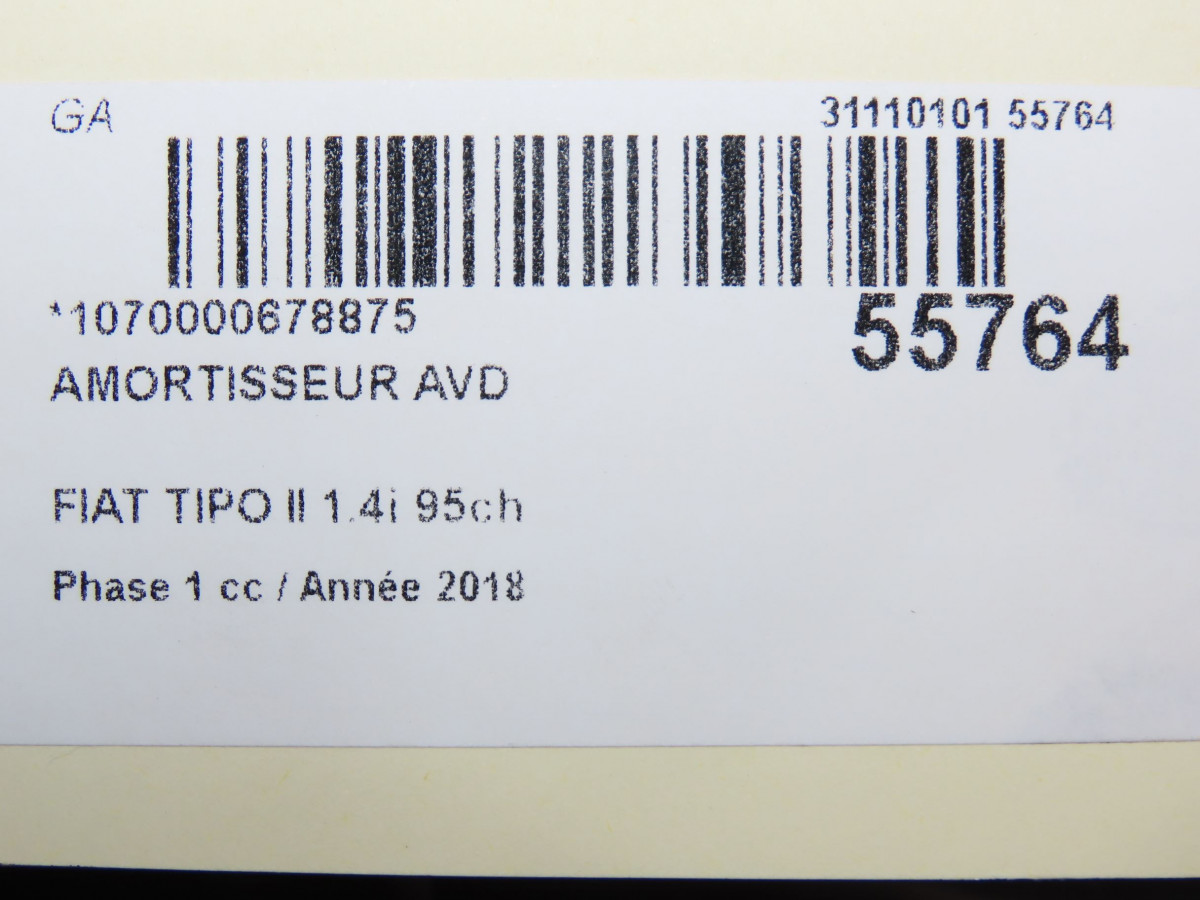 GA 31110101 55764
*1070000678875 55764
AMORTISSEUR AVD
FIAT TIPO II 1.4i 95ch
Phase 1 cc / Année 2018